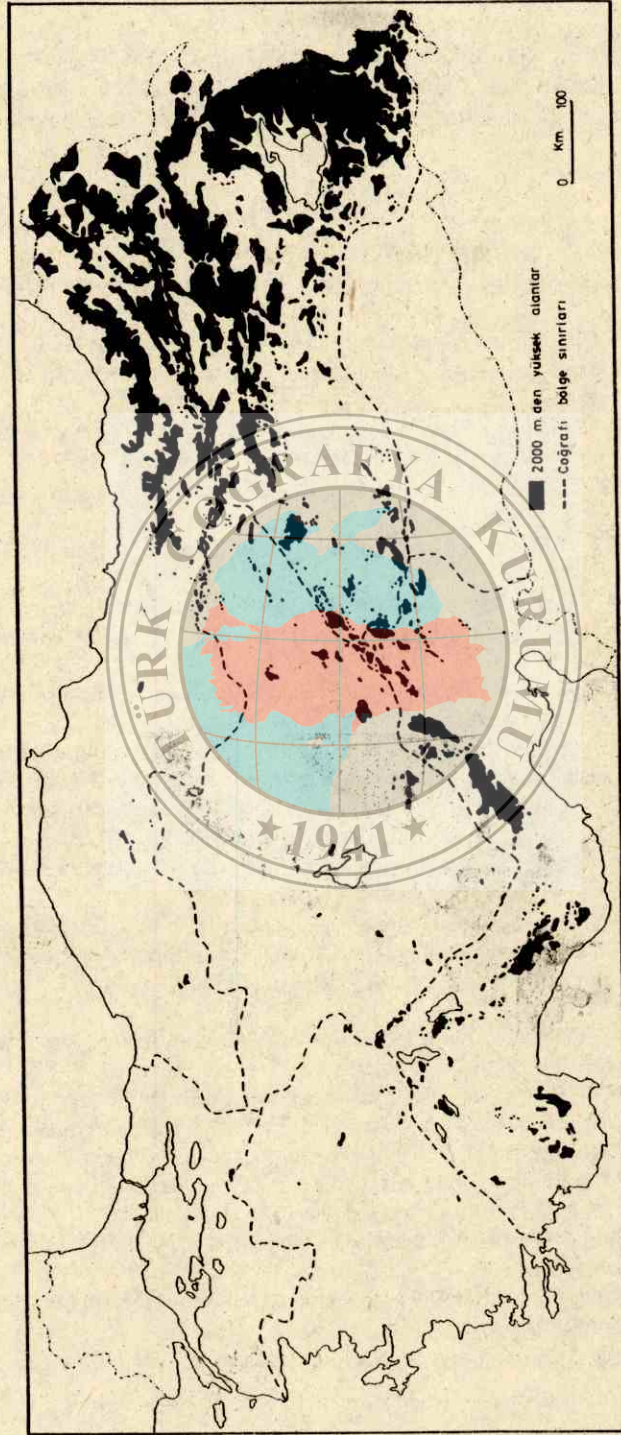 2000 m.den yüksek alanlar
Coğrafi bölge sınırları
0 Km 100
TÜRK COĞRAFYA KURUMU
1941